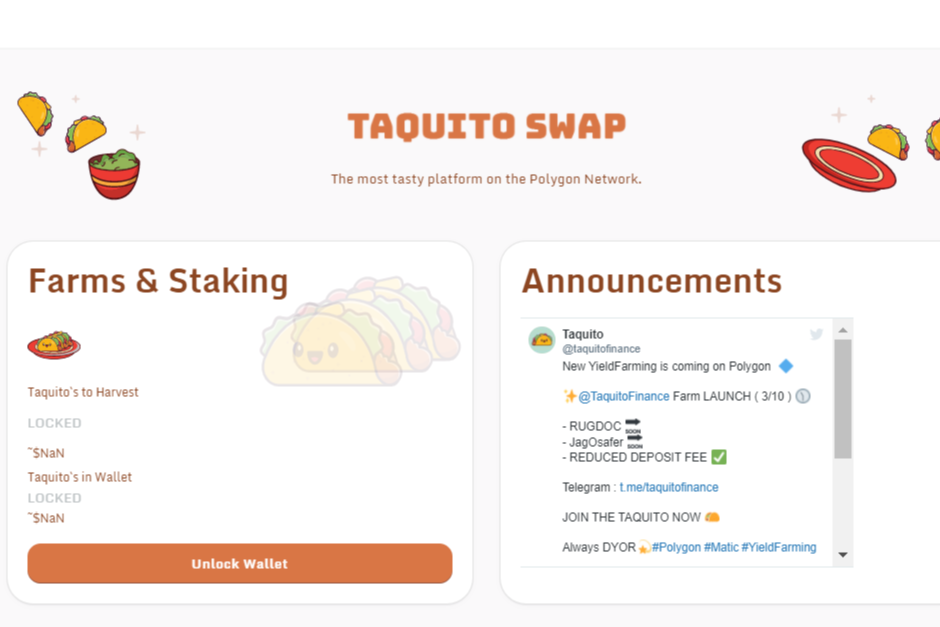 TAQUITO SWAP
The most tasty platform on the Polygon Network.
Farms & Staking
Taquito's to Harvest
LOCKED
~$NaN
Taquito's in Wallet
LOCKED
~$NaN
Unlock Wallet
Announcements
Taquito
@taquitofinance
New YieldFarming is coming on Polygon 🔷
✨@TaquitoFinance Farm LAUNCH ( 3/10 ) 🕥
- RUGDOC 🔜
- JagOsafer 🔜
- REDUCED DEPOSIT FEE ✅
Telegram : t.me/taquitofinance
JOIN THE TAQUITO NOW 🌮
Always DYOR 💫#Polygon #Matic #YieldFarming